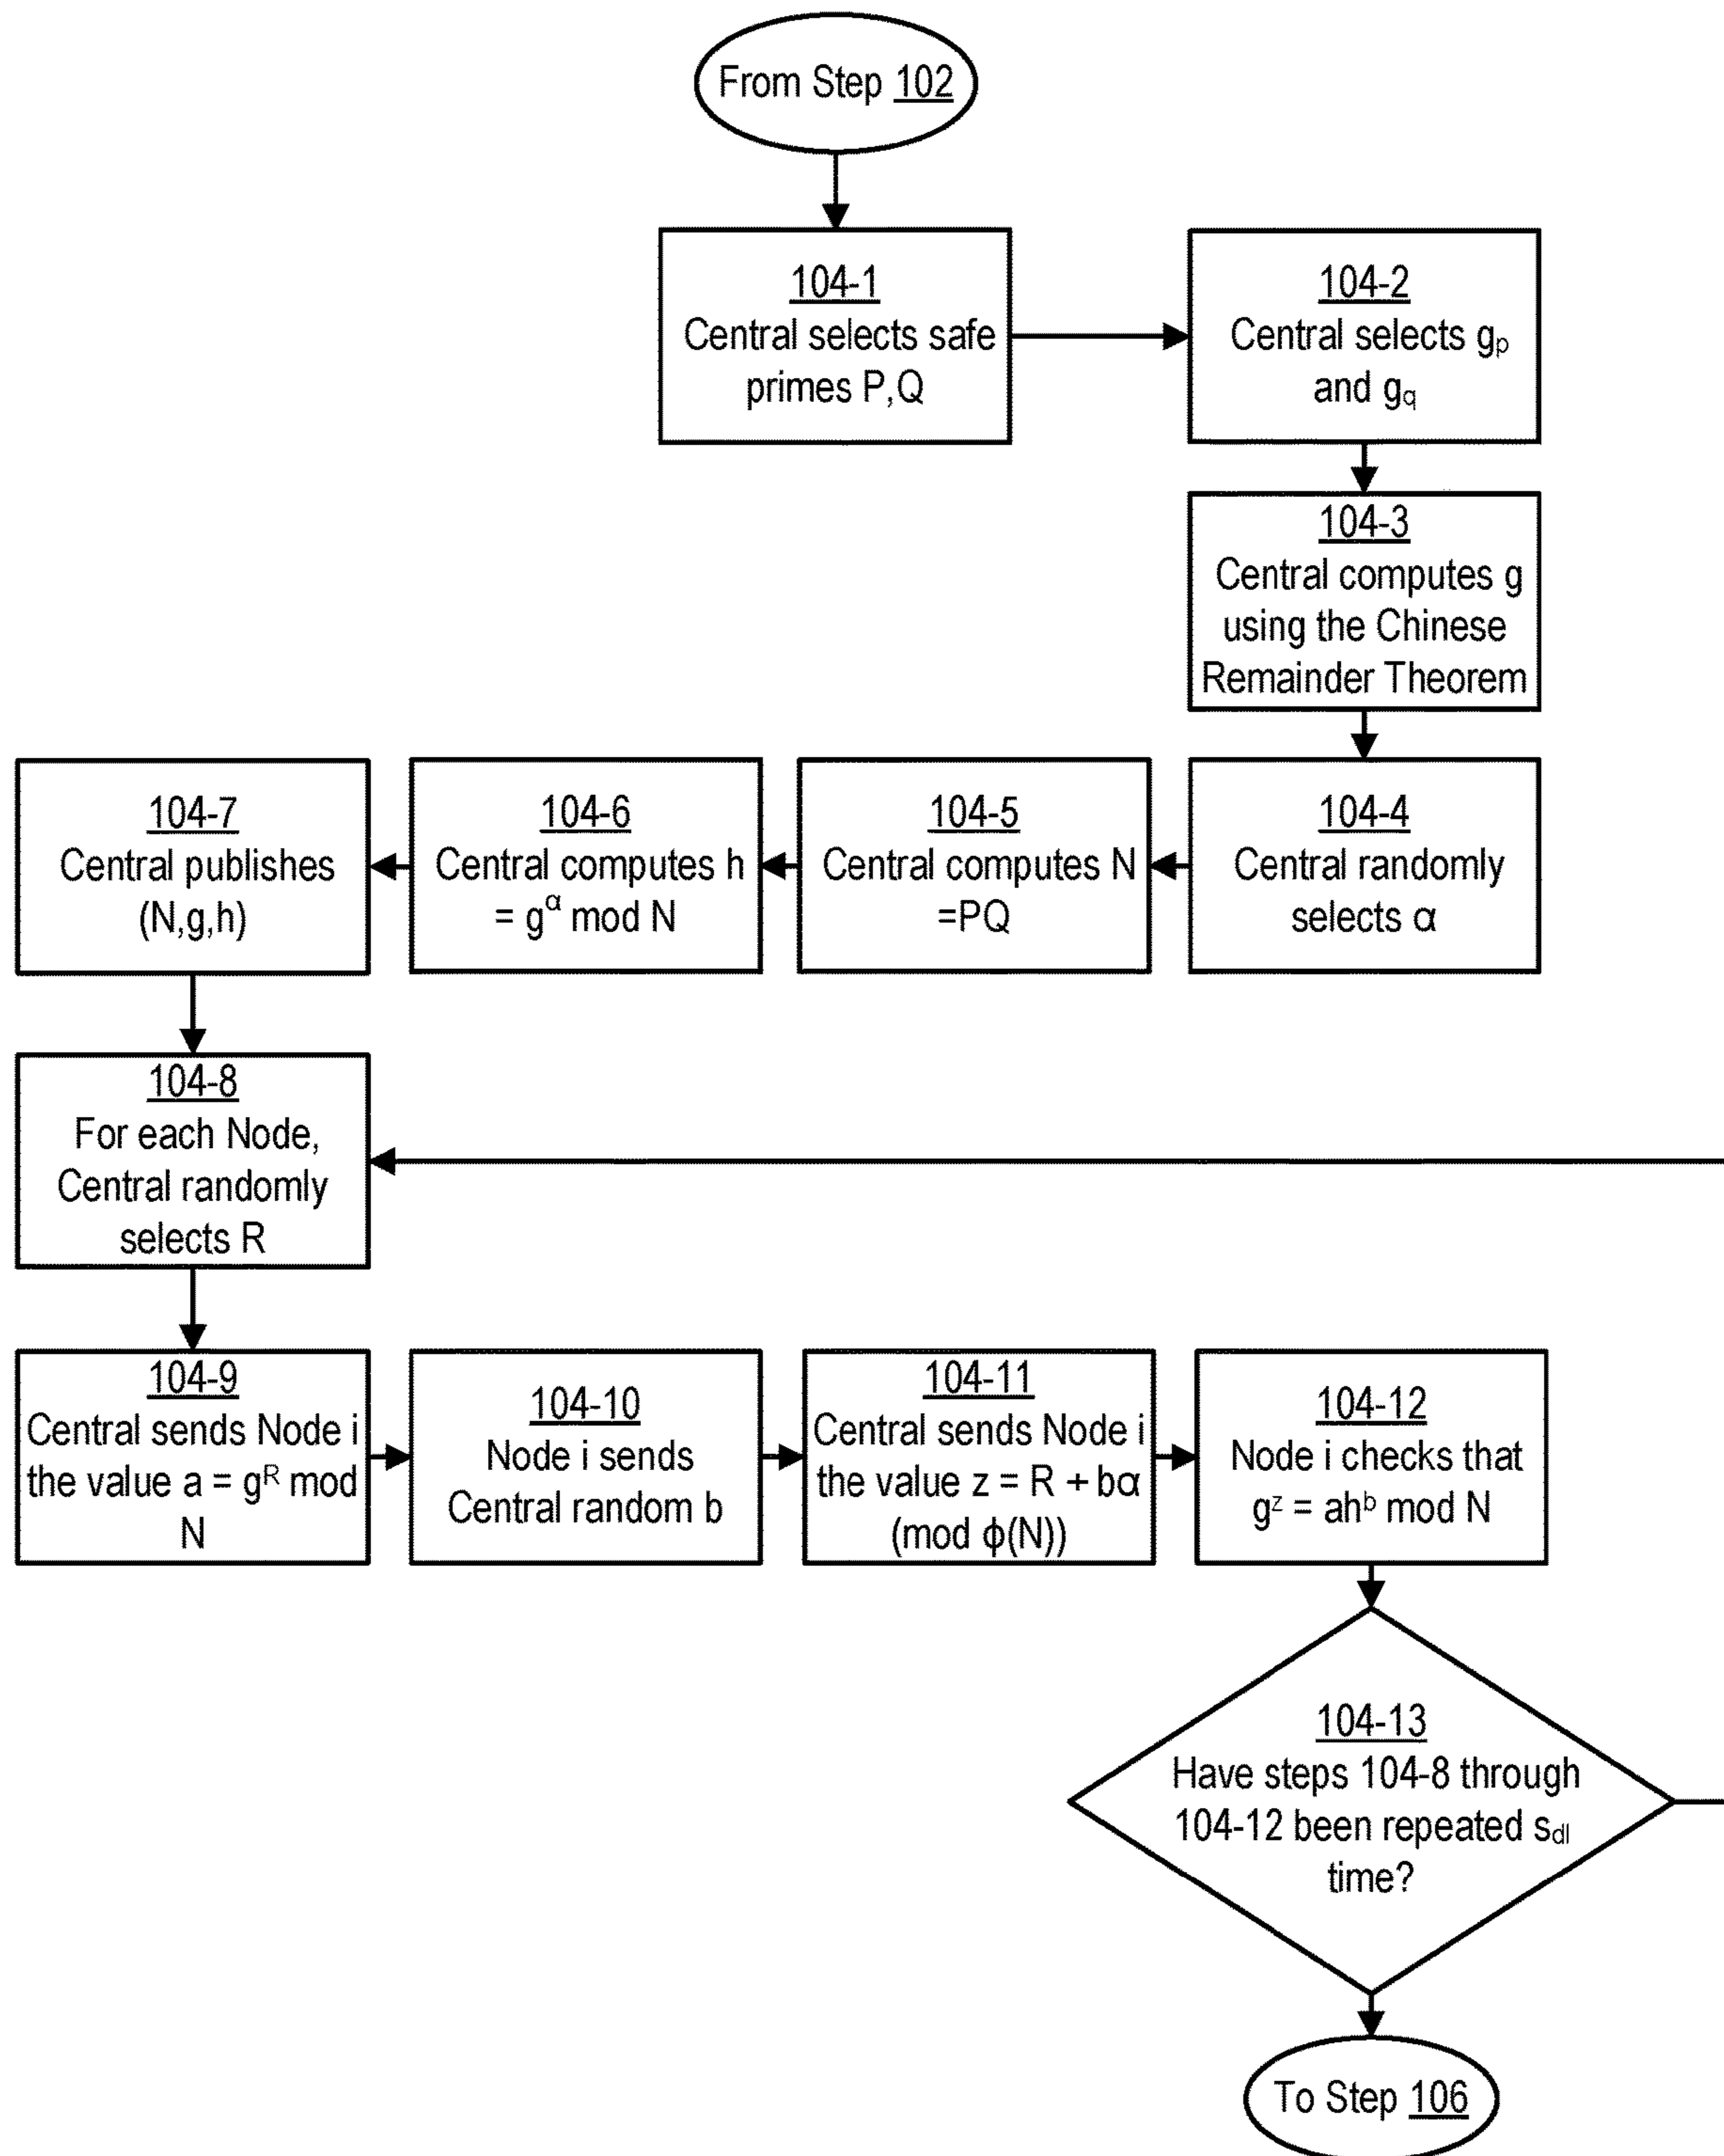 From Step 102
104-1
Central selects safe
primes P,Q
104-2
Central selects gₚ
and g_q
104-3
Central computes g
using the Chinese
Remainder Theorem
104-4
Central randomly
selects α
104-5
Central computes N
=PQ
104-6
Central computes h
= g^α mod N
104-7
Central publishes
(N,g,h)
104-8
For each Node,
Central randomly
selects R
104-9
Central sends Node i
the value a = g^R mod
N
104-10
Node i sends
Central random b
104-11
Central sends Node i
the value z = R + bα
(mod ϕ(N))
104-12
Node i checks that
g^z = ah^b mod N
104-13
Have steps 104-8 through
104-12 been repeated s_dl
time?
To Step 106